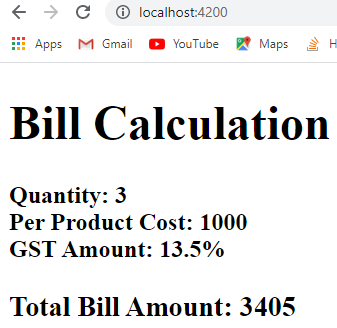 localhost:4200
Apps Gmail YouTube Maps H
Bill Calculation
Quantity: 3
Per Product Cost: 1000
GST Amount: 13.5%
Total Bill Amount: 3405